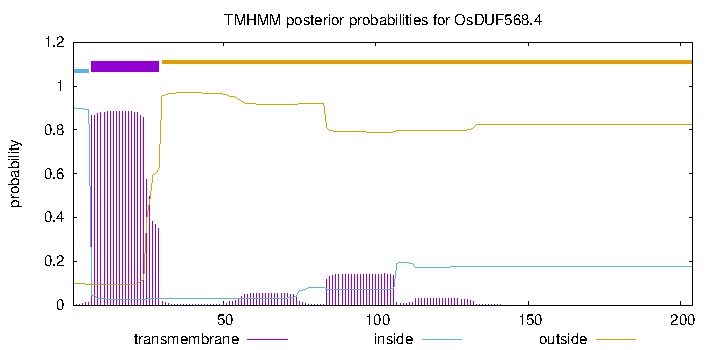 TMHMM posterior probabilities for OsDUF568.4
1.2
1
0.8
0.6
0.4
0.2
0
probability
50
100
150
200
transmembrane
inside
outside